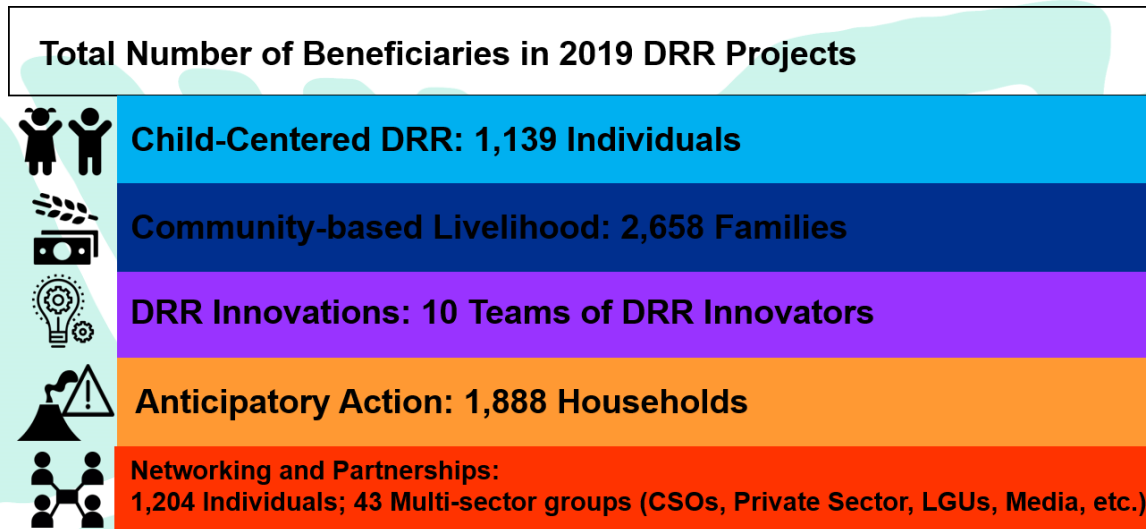 Total Number of Beneficiaries in 2019 DRR Projects
Child-Centered DRR: 1,139 Individuals
Community-based Livelihood: 2,658 Families
DRR Innovations: 10 Teams of DRR Innovators
Anticipatory Action: 1,888 Households
Networking and Partnerships:
1,204 Individuals; 43 Multi-sector groups (CSOs, Private Sector, LGUs, Media, etc.)